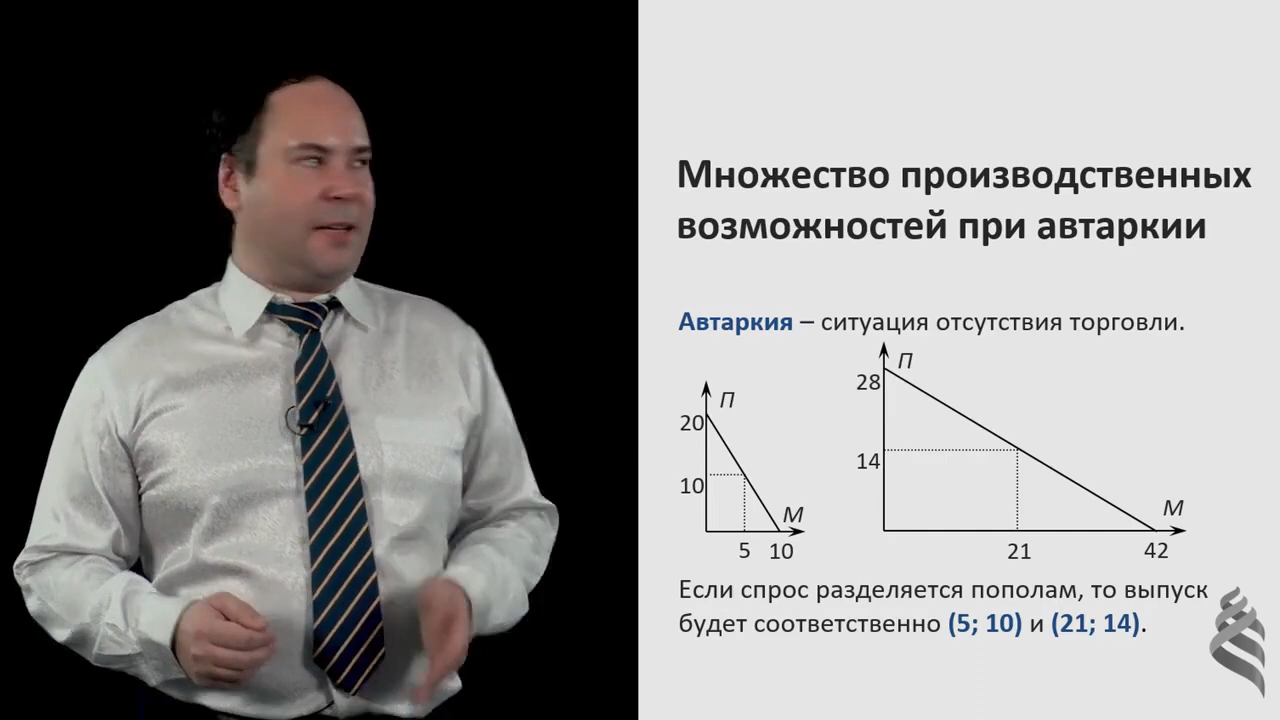 Множество производственных
возможностей при автаркии
Автаркия – ситуация отсутствия торговли.
П
28
14
М
21
42
П
20
10
М
5
10
Если спрос разделяется пополам, то выпуск
будет соответственно (5; 10) и (21; 14).